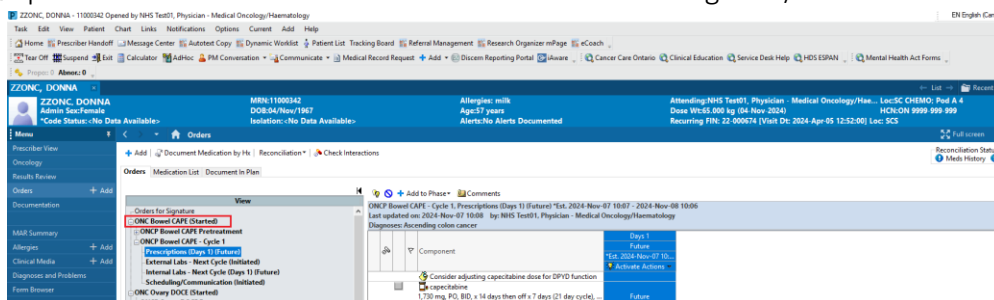 ZZONC, DONNA - 11000342 Opened by NHS Test01, Physician - Medical Oncology/Haematology
EN English (Can
Task Edit View Patient Chart Links Notifications Options Current Add Help
Home Prescriber Handoff Message Center Autotext Copy Dynamic Worklist Patient List Tracking Board Referral Management Research Organizer mPage eCoach
Tear Off Suspend Exit Calculator AdHoc PM Conversation Communicate Medical Record Request + Add Discern Reporting Portal iAware Cancer Care Ontario Clinical Education Service Desk Help HDS ESPAN Mental Health Act Forms
Propos: 0 Abnor.: 0
ZZONC, DONNA × List Recent
ZZONC, DONNA MRN:11000342 Allergies: milk Attending:NHS Test01, Physician - Medical Oncology/Hae... Loc:SC CHEMO; Pod A 4
Admin Sex:Female DOB:04/Nov/1967 Age:57 years Dose Wt:65.000 kg (04-Nov-2024) HCN:ON 9999-999-999
*Code Status:<No Data Available> Isolation:<No Data Available> Alerts:No Alerts Documented Recurring FIN: 22-000674 [Visit Dt: 2024-Apr-05 12:52:00] Loc: SCS
Menu Orders Full screen
Prescriber View
Oncology
Results Review
Orders + Add
Documentation
MAR Summary
Allergies + Add
Clinical Media + Add
Diagnoses and Problems
Form Browser
+ Add Document Medication by Hx Reconciliation Check Interactions
Reconciliation Statu
Meds History
Orders Medication List Document In Plan
View
Orders for Signature
ONC Bowel CAPE (Started)
ONCP Bowel CAPE Pretreatment
ONCP Bowel CAPE - Cycle 1
Prescriptions (Days 1) (Future)
External Labs - Next Cycle (Initiated)
Internal Labs - Next Cycle (Days 1) (Future)
Scheduling/Communication (Initiated)
ONC Ovary DOCE (Started)
+ Add to Phase Comments
ONCP Bowel CAPE - Cycle 1, Prescriptions (Days 1) (Future) *Est. 2024-Nov-07 10:07 - 2024-Nov-08 10:06
Last updated on: 2024-Nov-07 10:08 by: NHS Test01, Physician - Medical Oncology/Haematology
Diagnoses: Ascending colon cancer
Component
Days 1
Future
*Est. 2024-Nov-07 10:...
Activate Actions
Consider adjusting capecitabine dose for DPYD function
capecitabine
1,730 mg, PO, BID, x 14 days then off x 7 days (21 day cycle), ... Future